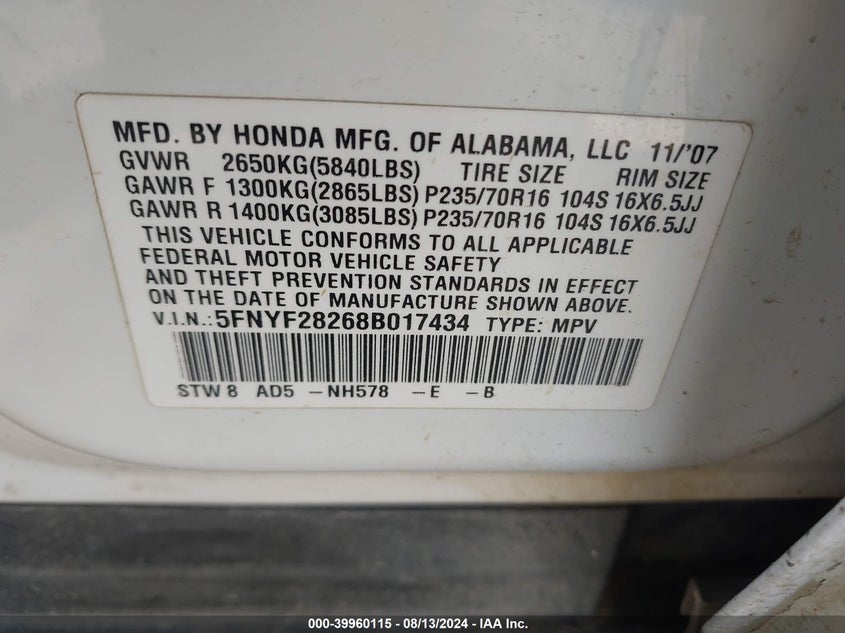 MFD. BY HONDA MFG. OF ALABAMA, LLC 11/'07
GVWR 2650KG(5840LBS) TIRE SIZE RIM SIZE
GAWR F 1300KG(2865LBS) P235/70R16 104S 16X6.5JJ
GAWR R 1400KG(3085LBS) P235/70R16 104S 16X6.5JJ
THIS VEHICLE CONFORMS TO ALL APPLICABLE
FEDERAL MOTOR VEHICLE SAFETY
AND THEFT PREVENTION STANDARDS IN EFFECT
ON THE DATE OF MANUFACTURE SHOWN ABOVE.
V.I.N.:5FNYF28268B017434 TYPE: MPV
STW8 AD5 –NH578 –E –B
000-39960115 - 08/13/2024 - IAA Inc.